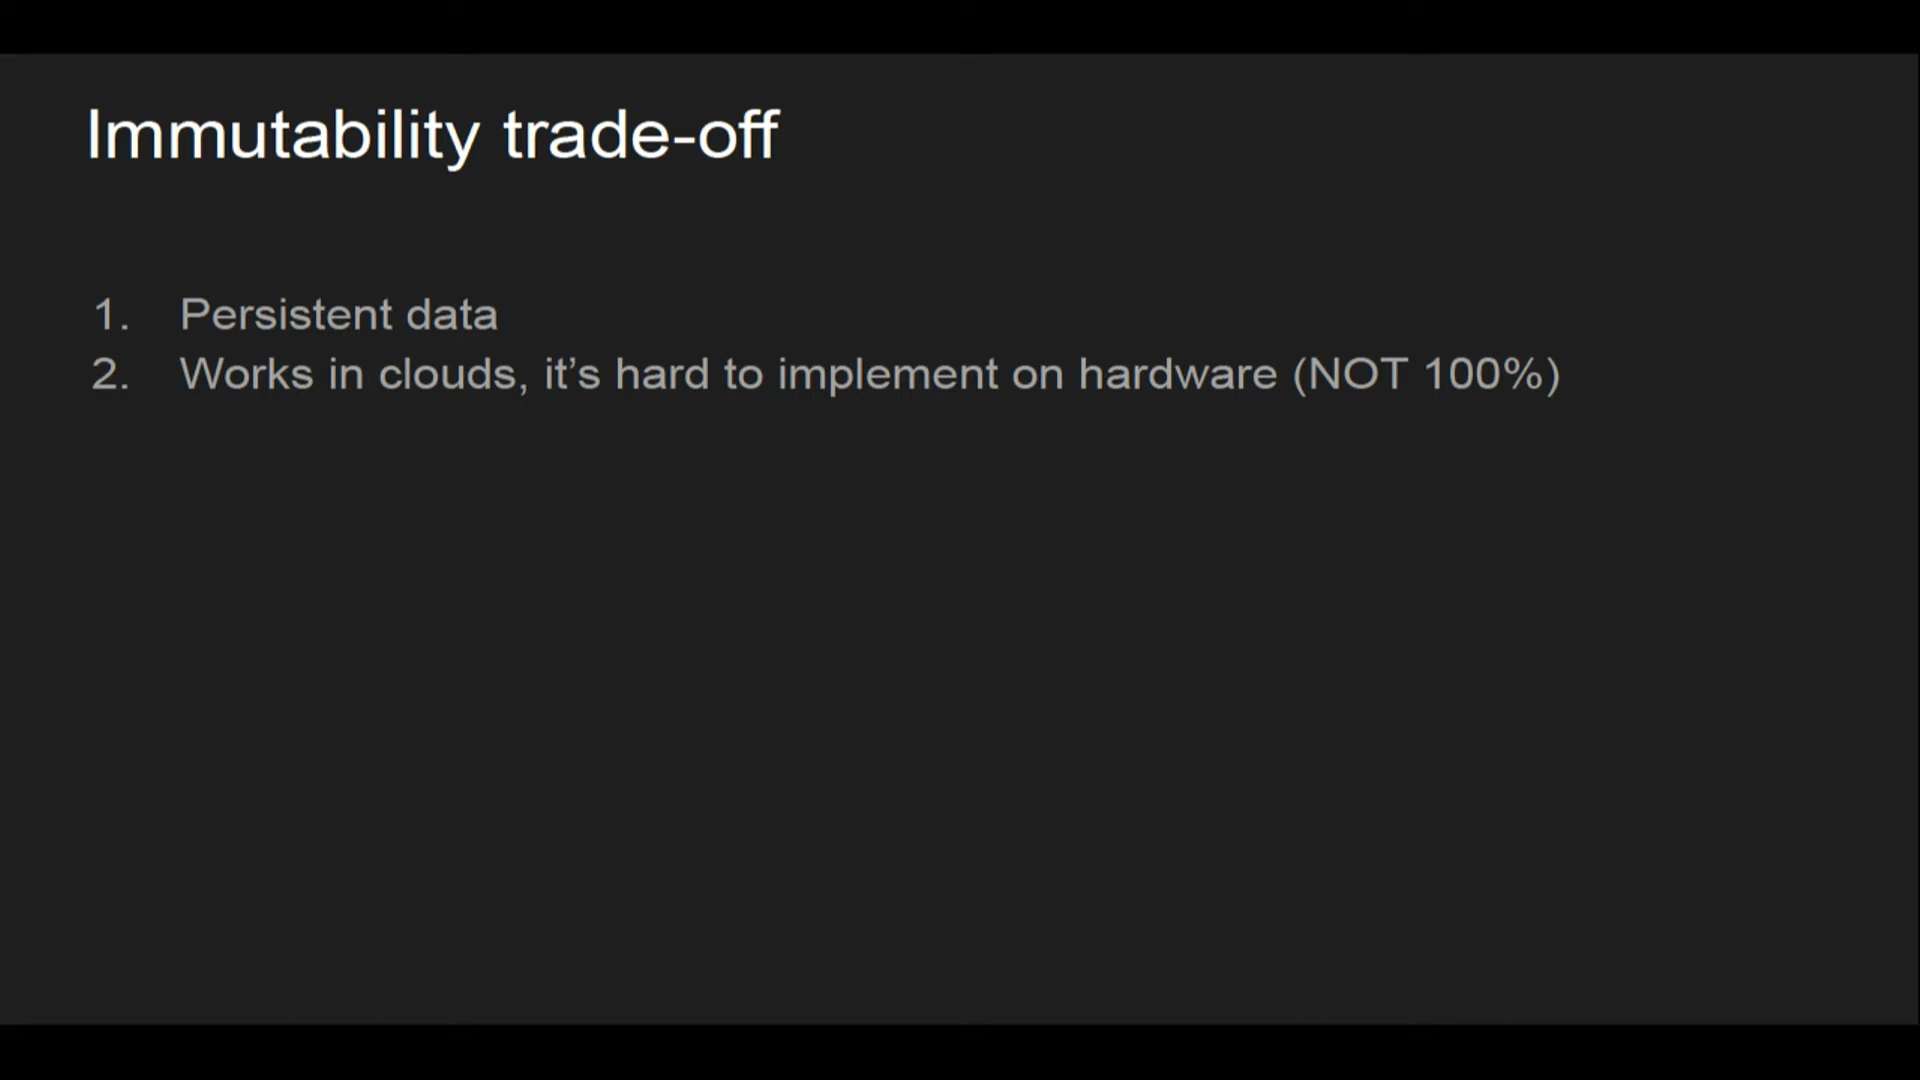 Immutability trade-off
1. Persistent data
2. Works in clouds, it’s hard to implement on hardware (NOT 100%)